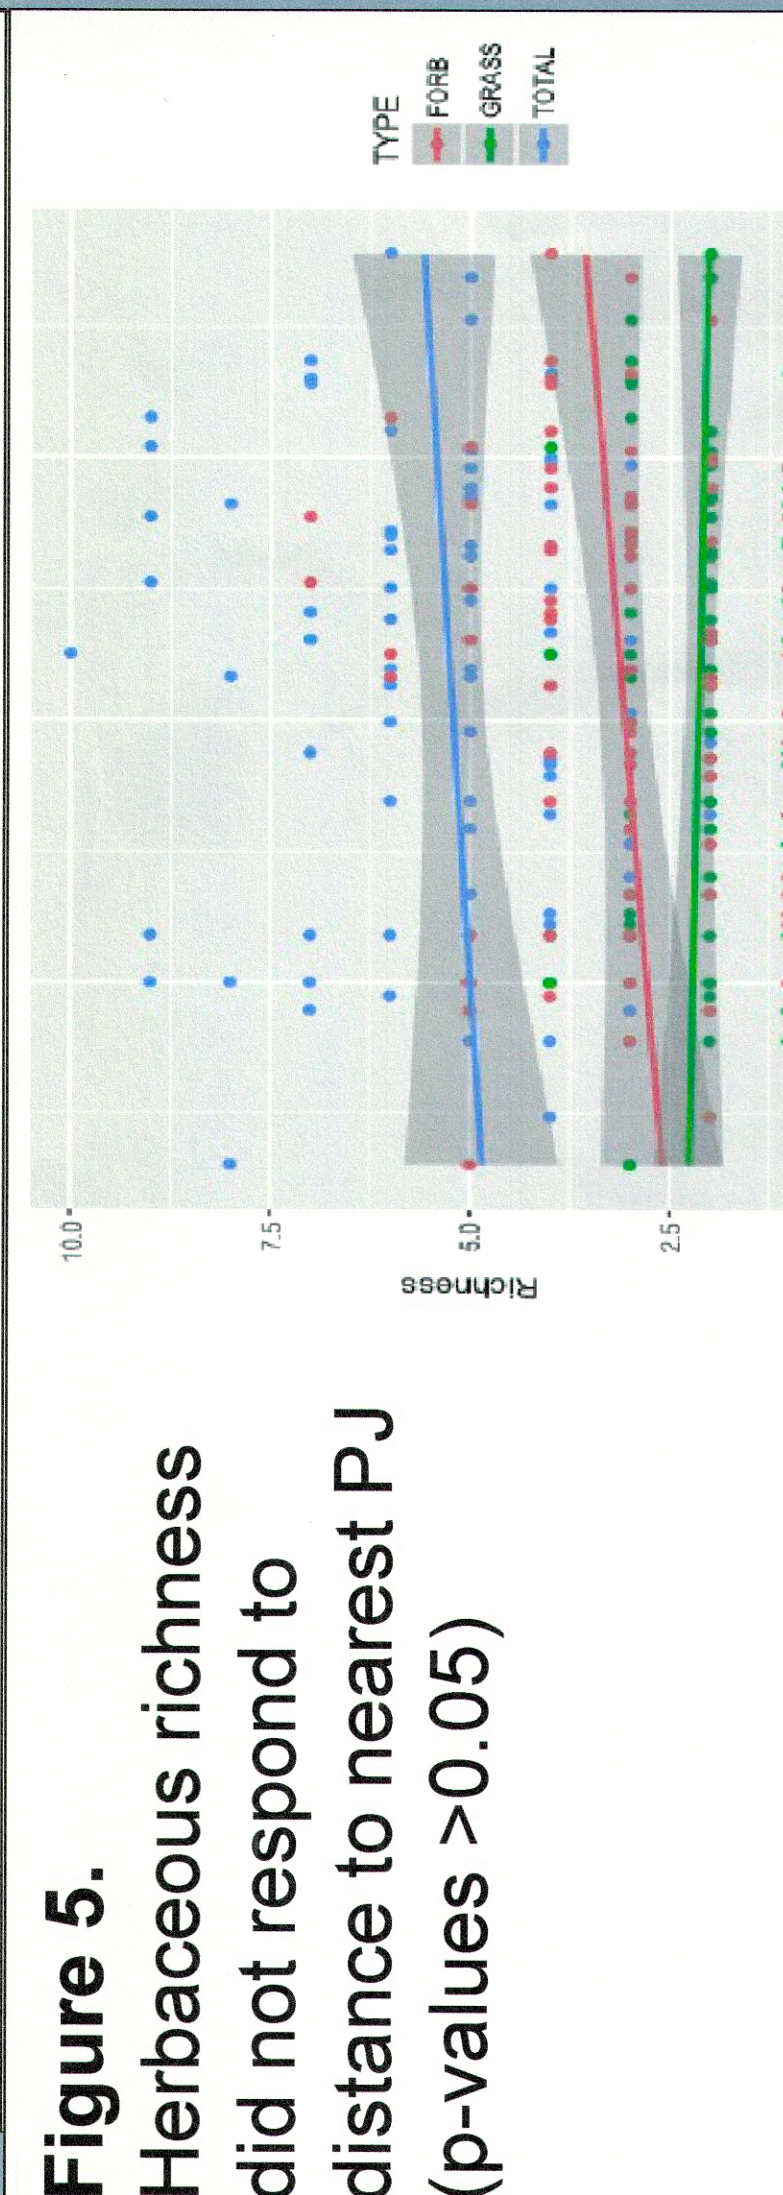 Figure 5.
Herbaceous richness
did not respond to
distance to nearest PJ
(p-values >0.05)
Richness
10.0
7.5
5.0
2.5
TYPE
FORB
GRASS
TOTAL